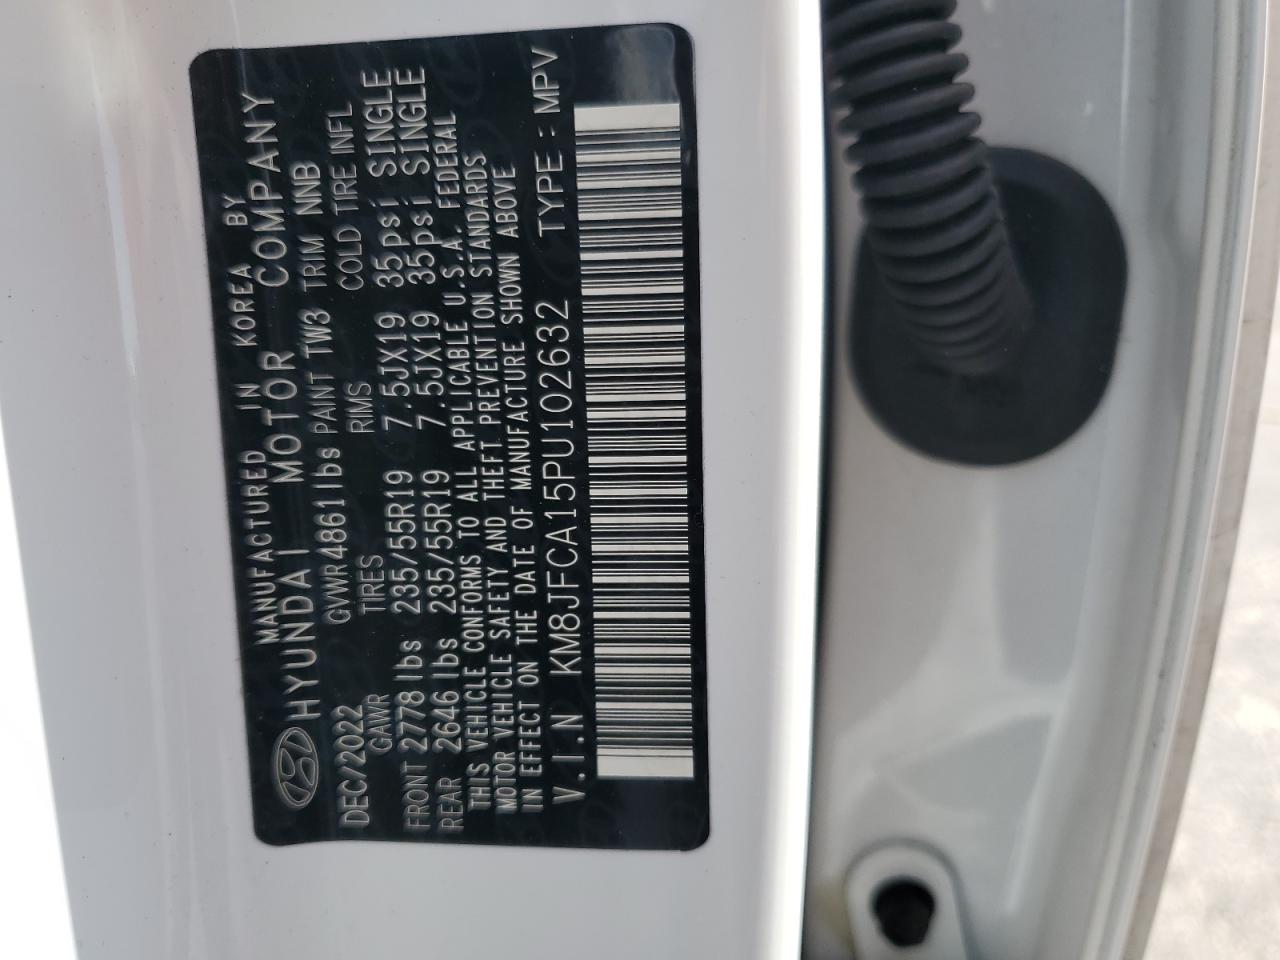 MANUFACTURED IN KOREA BY
HYUNDAI MOTOR COMPANY
DEC/2022 GVWR 4861 lbs PAINT TW3 TRIM NNB
GAWR TIRES RIMS COLD TIRE INFL
FRONT 2778 lbs 235/55R19 7.5JX19 35psi SINGLE
REAR 2646 lbs 235/55R19 7.5JX19 35psi SINGLE
THIS VEHICLE CONFORMS TO ALL APPLICABLE U.S.A. FEDERAL
MOTOR VEHICLE SAFETY AND THEFT PREVENTION STANDARDS
IN EFFECT ON THE DATE OF MANUFACTURE SHOWN ABOVE
V.I.N KM8JFCA15PU102632 TYPE : MPV